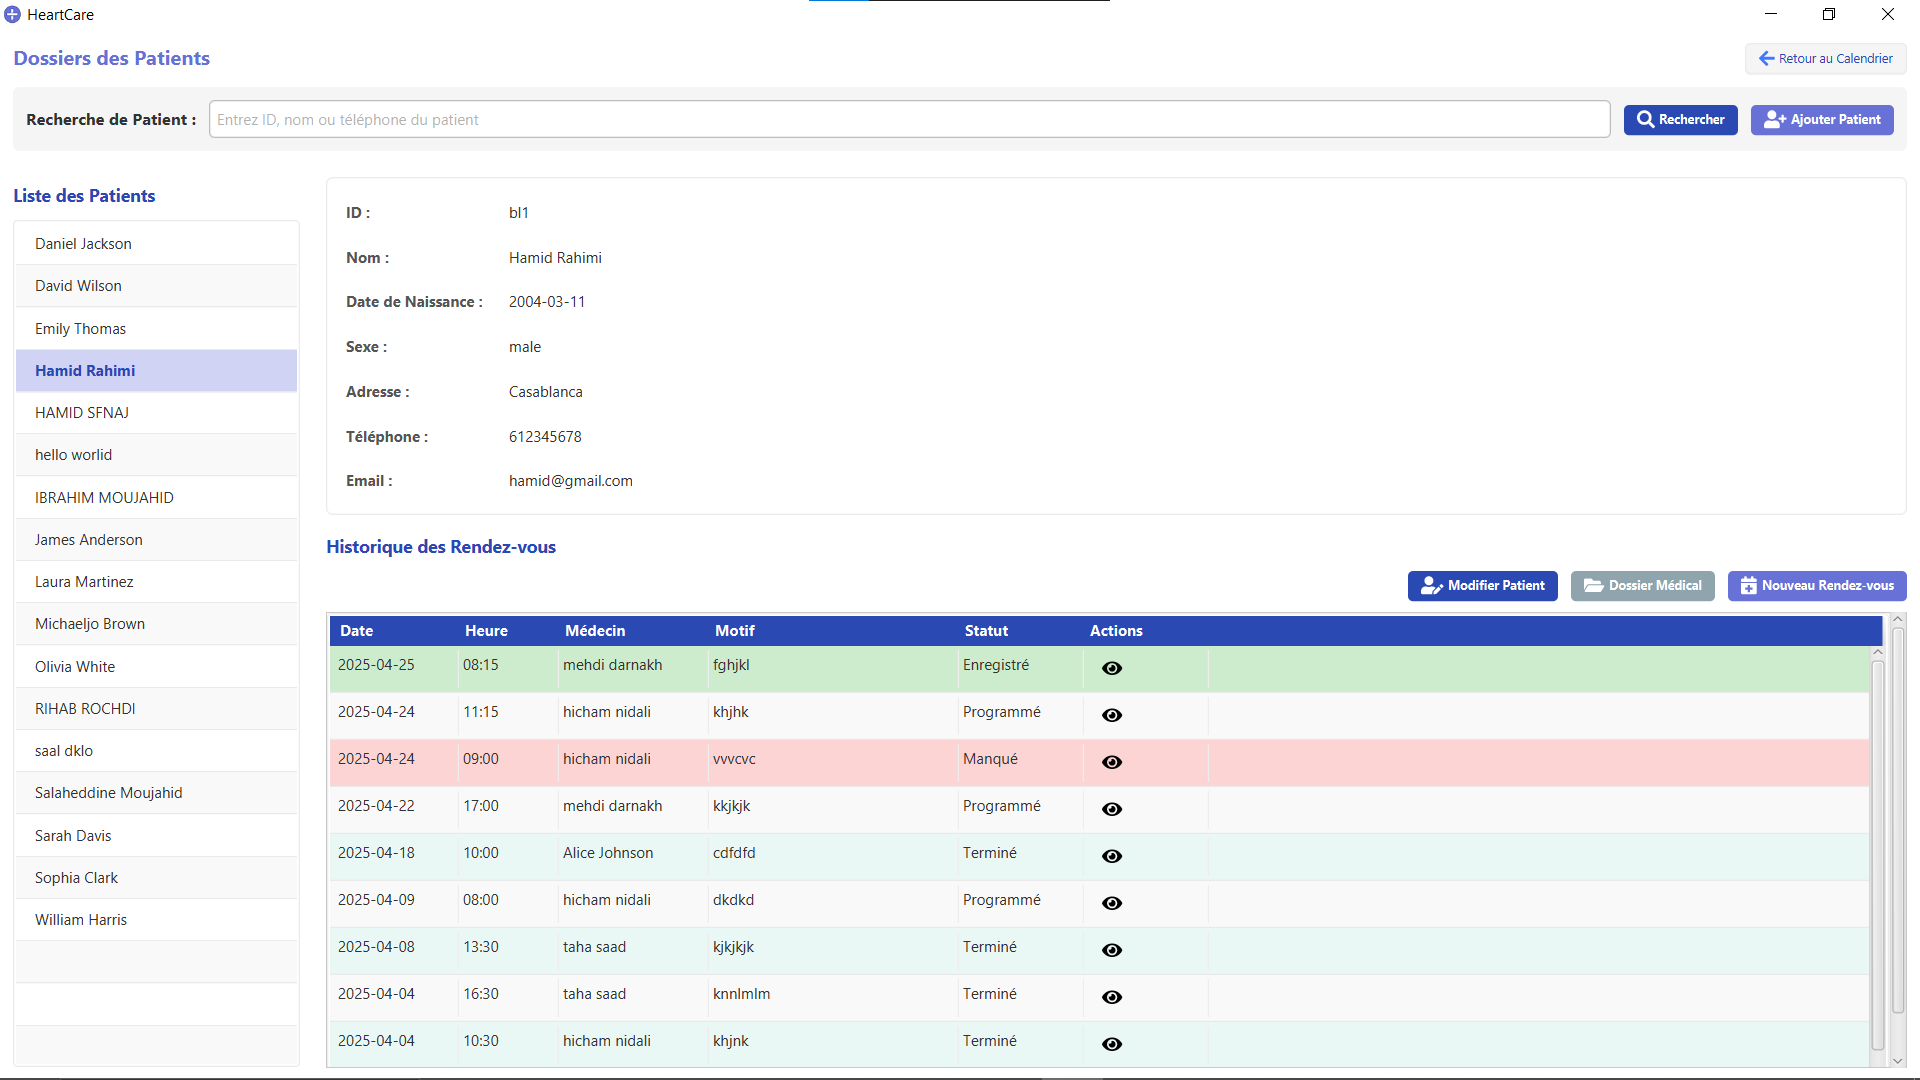 HeartCare
Dossiers des Patients
Retour au Calendrier
Recherche de Patient :
Entrez ID, nom ou téléphone du patient
Rechercher
Ajouter Patient
Liste des Patients
Daniel Jackson
David Wilson
Emily Thomas
Hamid Rahimi
HAMID SFNAJ
hello worlid
IBRAHIM MOUJAHID
James Anderson
Laura Martinez
Michaeljo Brown
Olivia White
RIHAB ROCHDI
saal dklo
Salaheddine Moujahid
Sarah Davis
Sophia Clark
William Harris
ID : bl1
Nom : Hamid Rahimi
Date de Naissance : 2004-03-11
Sexe : male
Adresse : Casablanca
Téléphone : 612345678
Email : hamid@gmail.com
Historique des Rendez-vous
Modifier Patient
Dossier Médical
Nouveau Rendez-vous
Date Heure Médecin Motif Statut Actions
2025-04-25 08:15 mehdi darnakh fghjkl Enregistré
2025-04-24 11:15 hicham nidali khjhk Programmé
2025-04-24 09:00 hicham nidali vvvcvc Manqué
2025-04-22 17:00 mehdi darnakh kkjkjk Programmé
2025-04-18 10:00 Alice Johnson cdfdfd Terminé
2025-04-09 08:00 hicham nidali dkdkd Programmé
2025-04-08 13:30 taha saad kjkjkjk Terminé
2025-04-04 16:30 taha saad knnlmlm Terminé
2025-04-04 10:30 hicham nidali khjnk Terminé